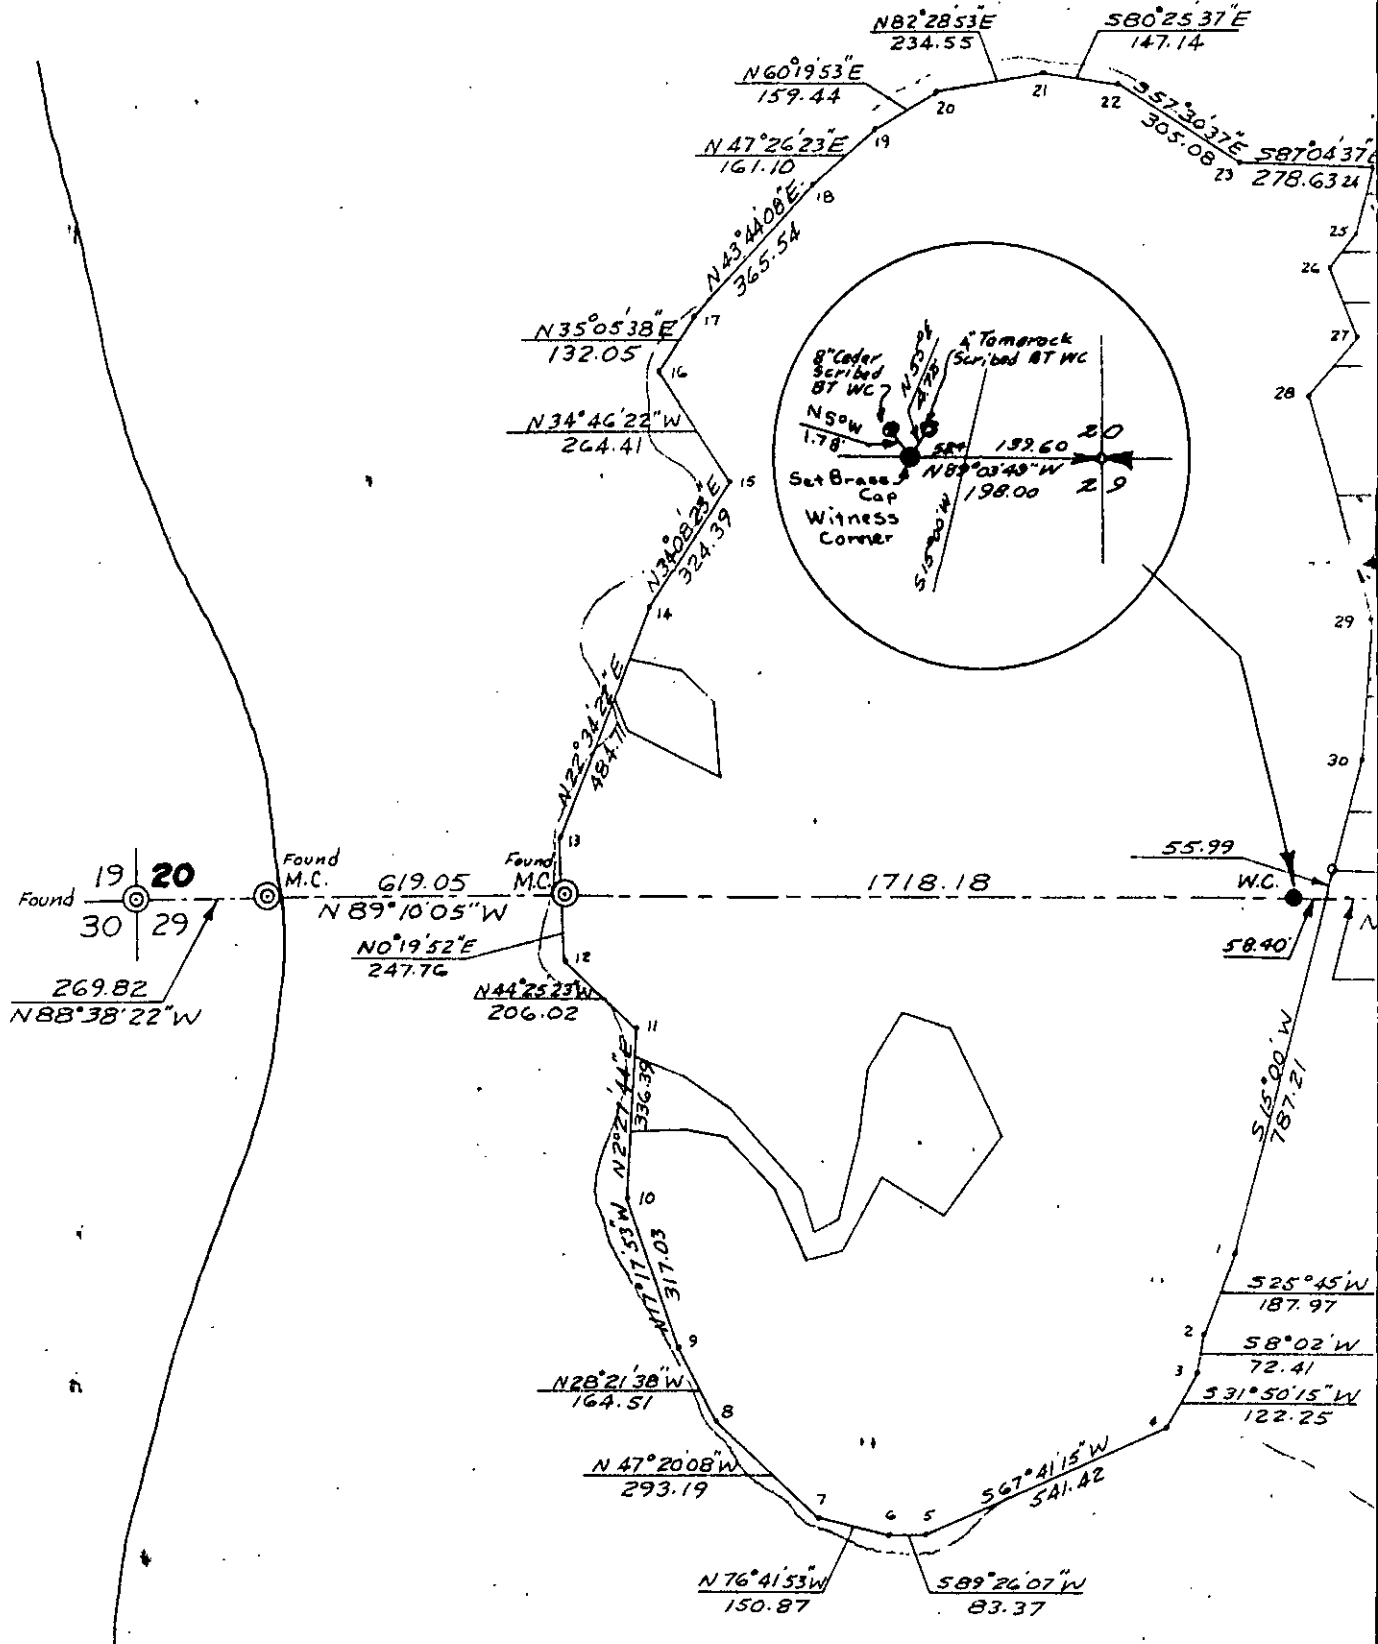 N82°28'53"E
234.55
S80°25'37"E
147.14
N60°19'53"E
159.44
20
21
22
S57°30'37"E
305.08
19
N47°26'23"E
161.10
23
S87°04'37"E
278.63
24
18
N43°44'08"E
365.54
25
26
17
N35°05'38"E
132.05
27
16
28
N34°46'22"W
264.41
15
8" Cedar
Scribed
BT WC
4" Tamarack
Scribed BT WC
N5°W
1.78'
139.60
20
N89°03'49"W
198.00
29
Set Brass
Cap
Witness
Corner
S15°00'W
N34°08'23"E
324.39
14
29
N22°34'22"E
484.71
30
13
55.99
19
20
Found
30
29
Found
M.C.
619.05
N89°10'05"W
Found
M.C.
1718.18
W.C.
58.40'
N
N0°19'52"E
247.76
12
269.82
N88°38'22"W
N44°25'23"W
206.02
11
N2°27'44"E
336.39
S15°00'W
787.21
10
N17°17'53"W
317.03
1
S25°45'W
187.97
2
S8°02'W
72.41
3
9
N28°21'38"W
164.51
S31°50'15"W
122.25
8
4
N47°20'08"W
293.19
S67°41'15"W
541.42
7
6
5
N76°41'53"W
150.87
S89°26'07"W
83.37